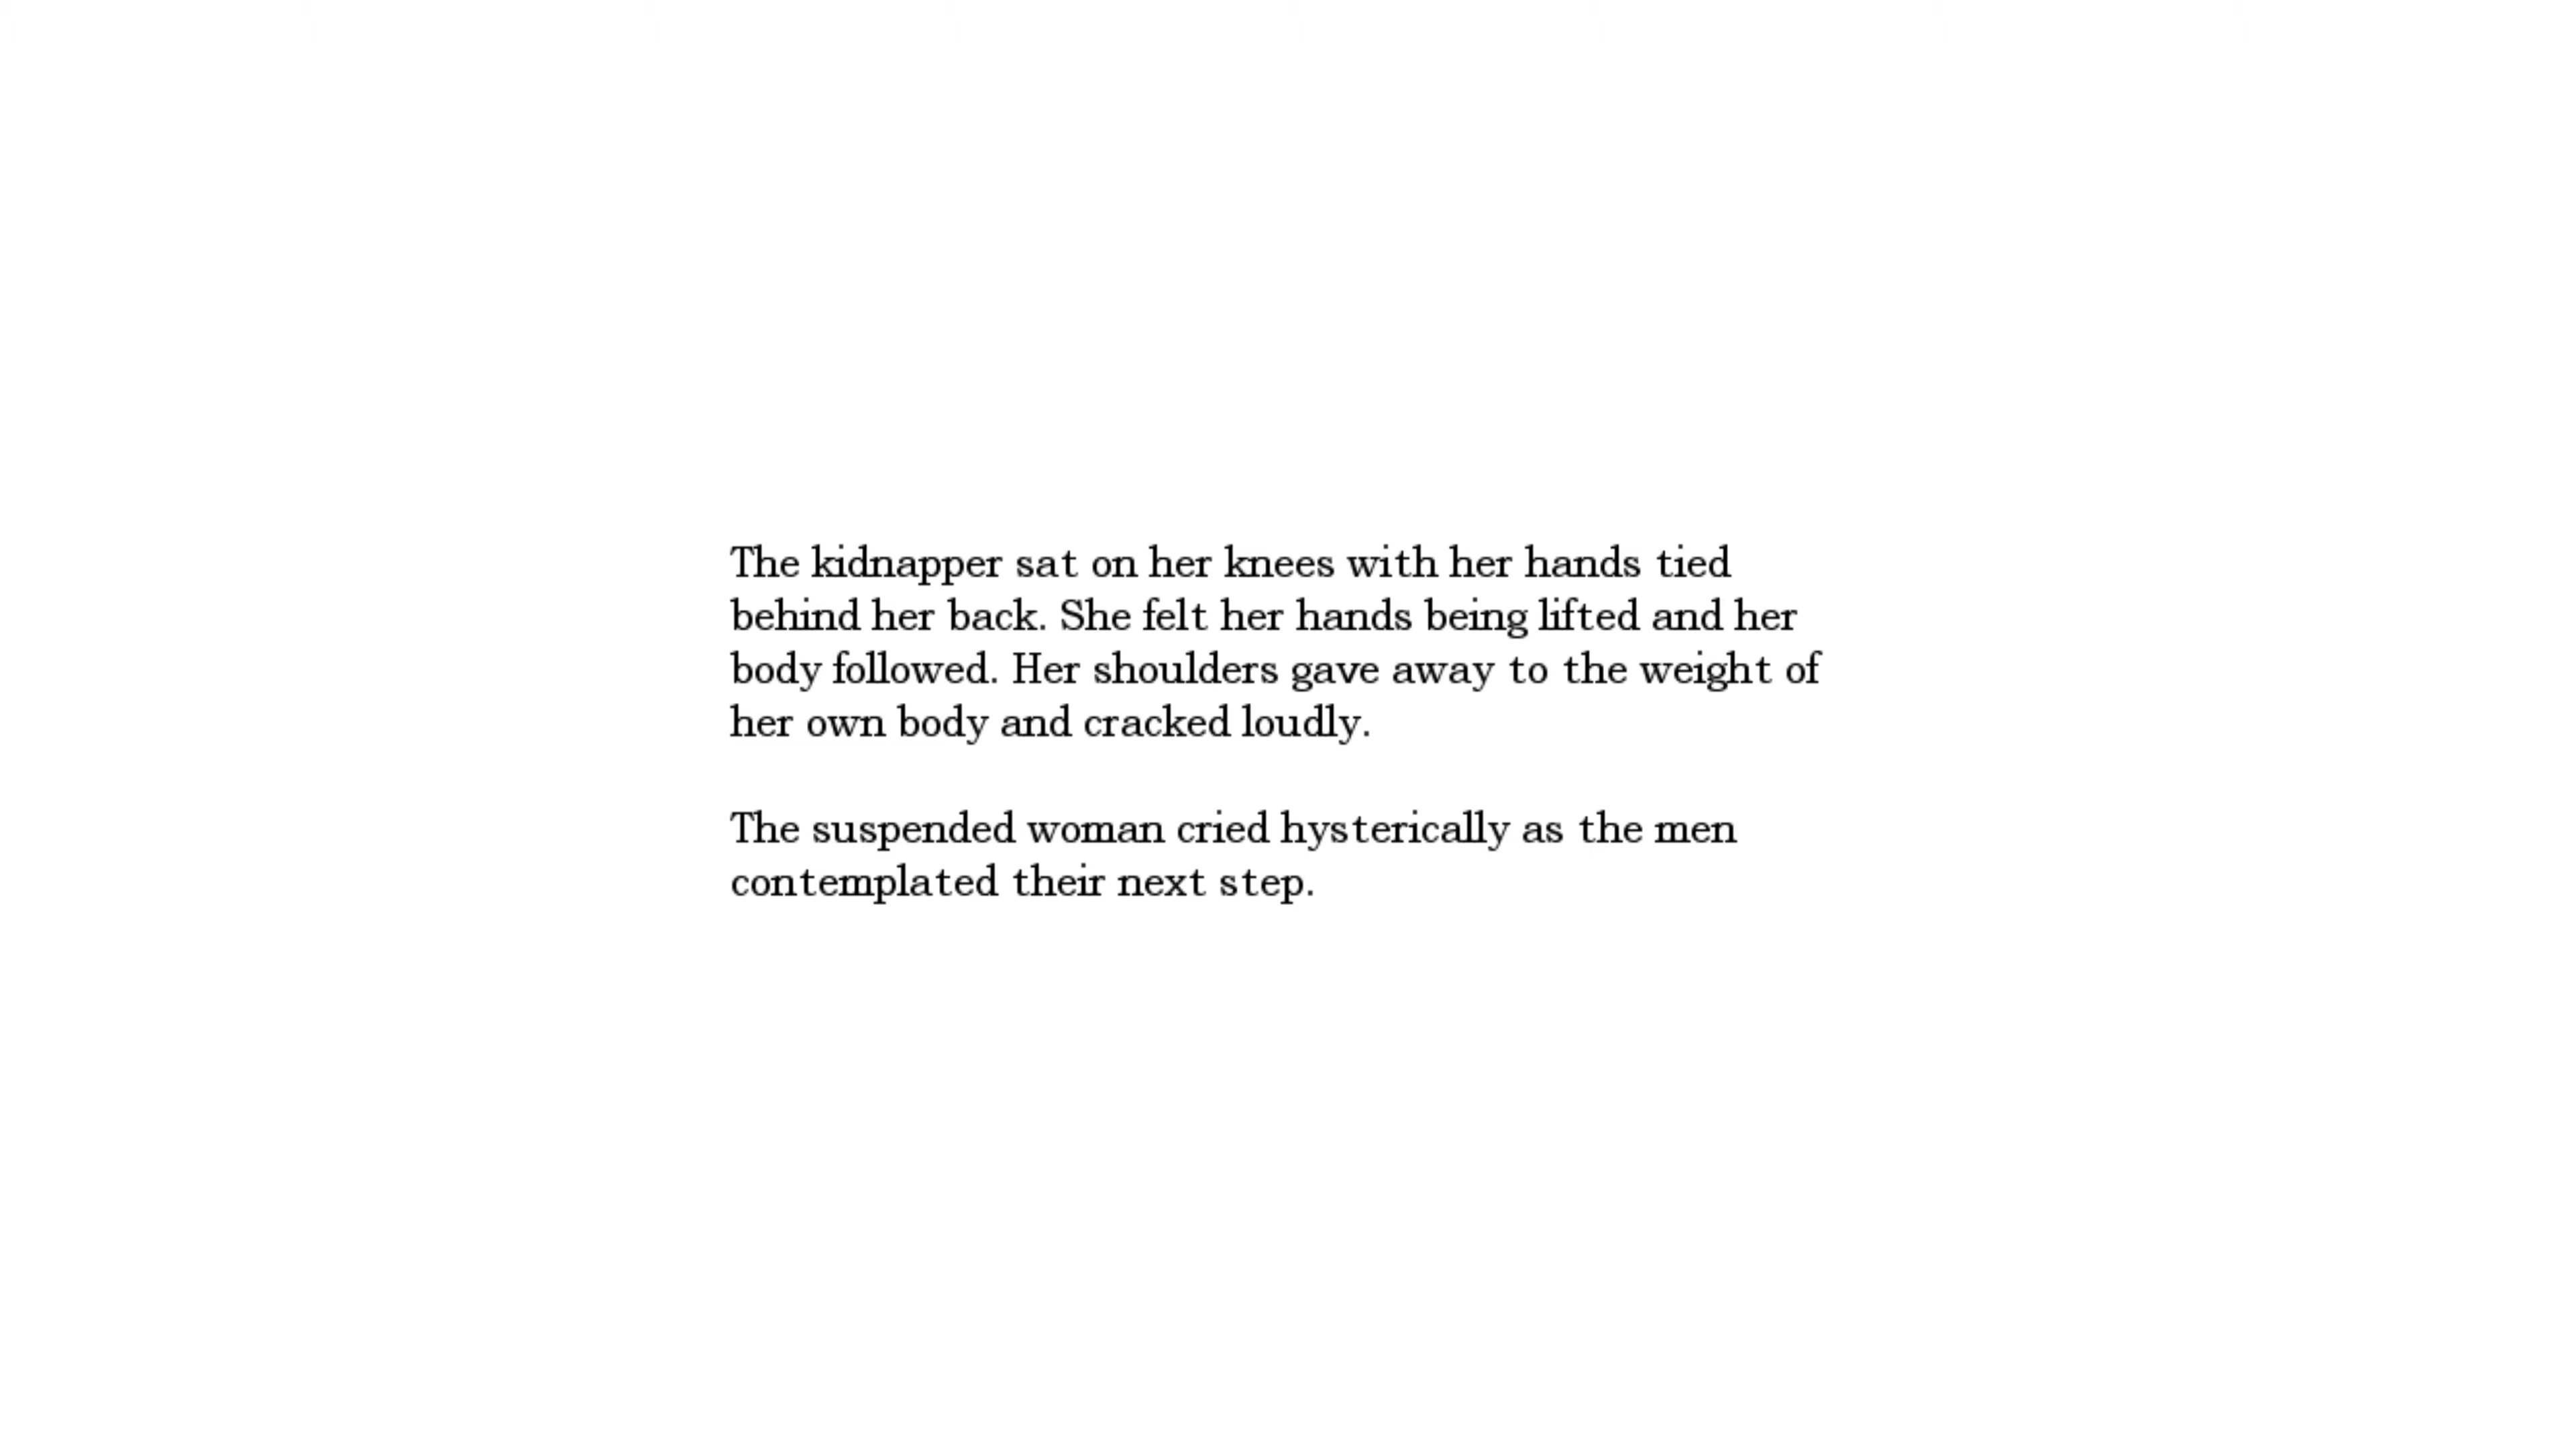 The kidnapper sat on her knees with her hands tied
behind her back. She felt her hands being lifted and her
body followed. Her shoulders gave away to the weight of
her own body and cracked loudly.
The suspended woman cried hysterically as the men
contemplated their next step.